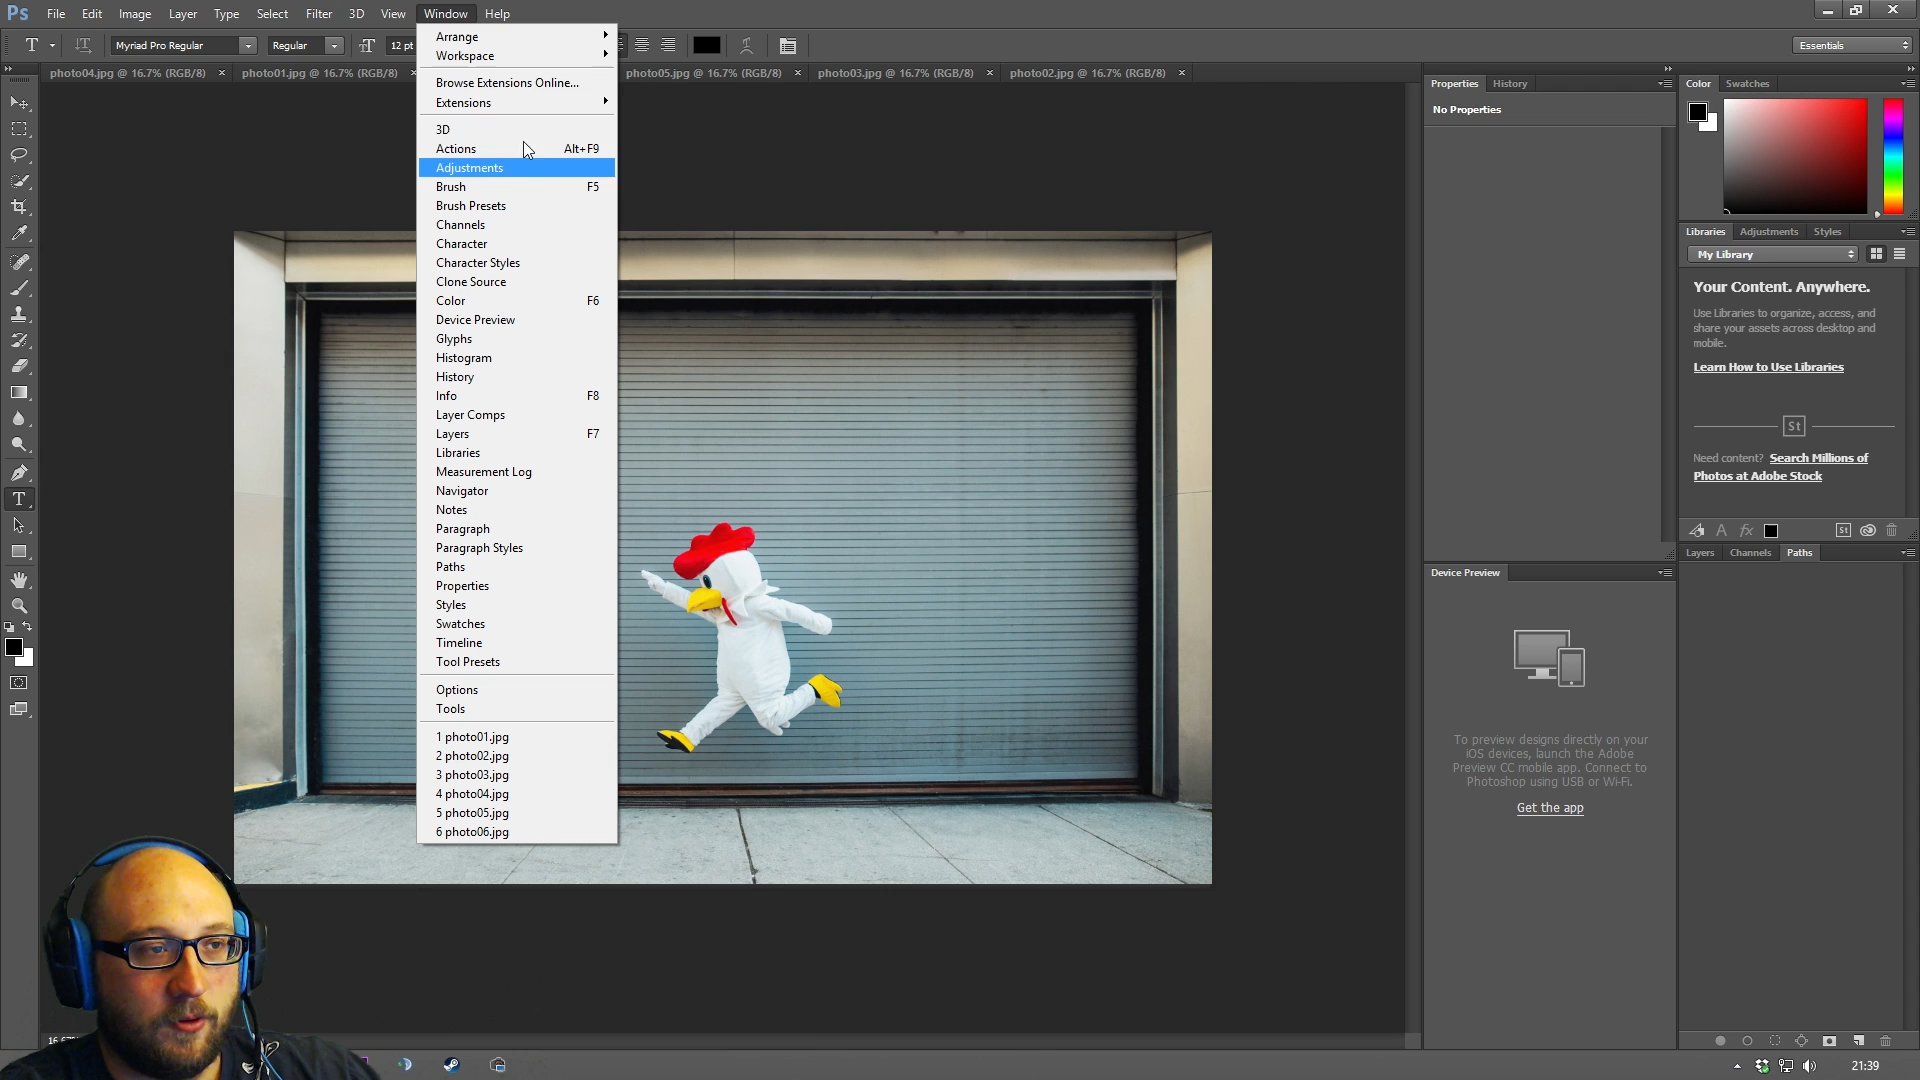 Ps File Edit Image Layer Type Select Filter 3D View Window Help
T Myriad Pro Regular Regular 12 pt Essentials
photo04.jpg @ 16.7% (RGB/8) photo01.jpg @ 16.7% (RGB/8) photo05.jpg @ 16.7% (RGB/8) photo03.jpg @ 16.7% (RGB/8) photo02.jpg @ 16.7% (RGB/8)
Arrange
Workspace
Browse Extensions Online...
Extensions
3D
Actions Alt+F9
Adjustments
Brush F5
Brush Presets
Channels
Character
Character Styles
Clone Source
Color F6
Device Preview
Glyphs
Histogram
History
Info F8
Layer Comps
Layers F7
Libraries
Measurement Log
Navigator
Notes
Paragraph
Paragraph Styles
Paths
Properties
Styles
Swatches
Timeline
Tool Presets
Options
Tools
1 photo01.jpg
2 photo02.jpg
3 photo03.jpg
4 photo04.jpg
5 photo05.jpg
6 photo06.jpg
Properties History
No Properties
Device Preview
To preview designs directly on your
iOS devices, launch the Adobe
Preview CC mobile app. Connect to
Photoshop using USB or Wi-Fi.
Get the app
Color Swatches
Libraries Adjustments Styles
My Library
Your Content. Anywhere.
Use Libraries to organize, access, and
share your assets across desktop and
mobile.
Learn How to Use Libraries
St
Need content? Search Millions of
Photos at Adobe Stock
A fx St
Layers Channels Paths
21:39